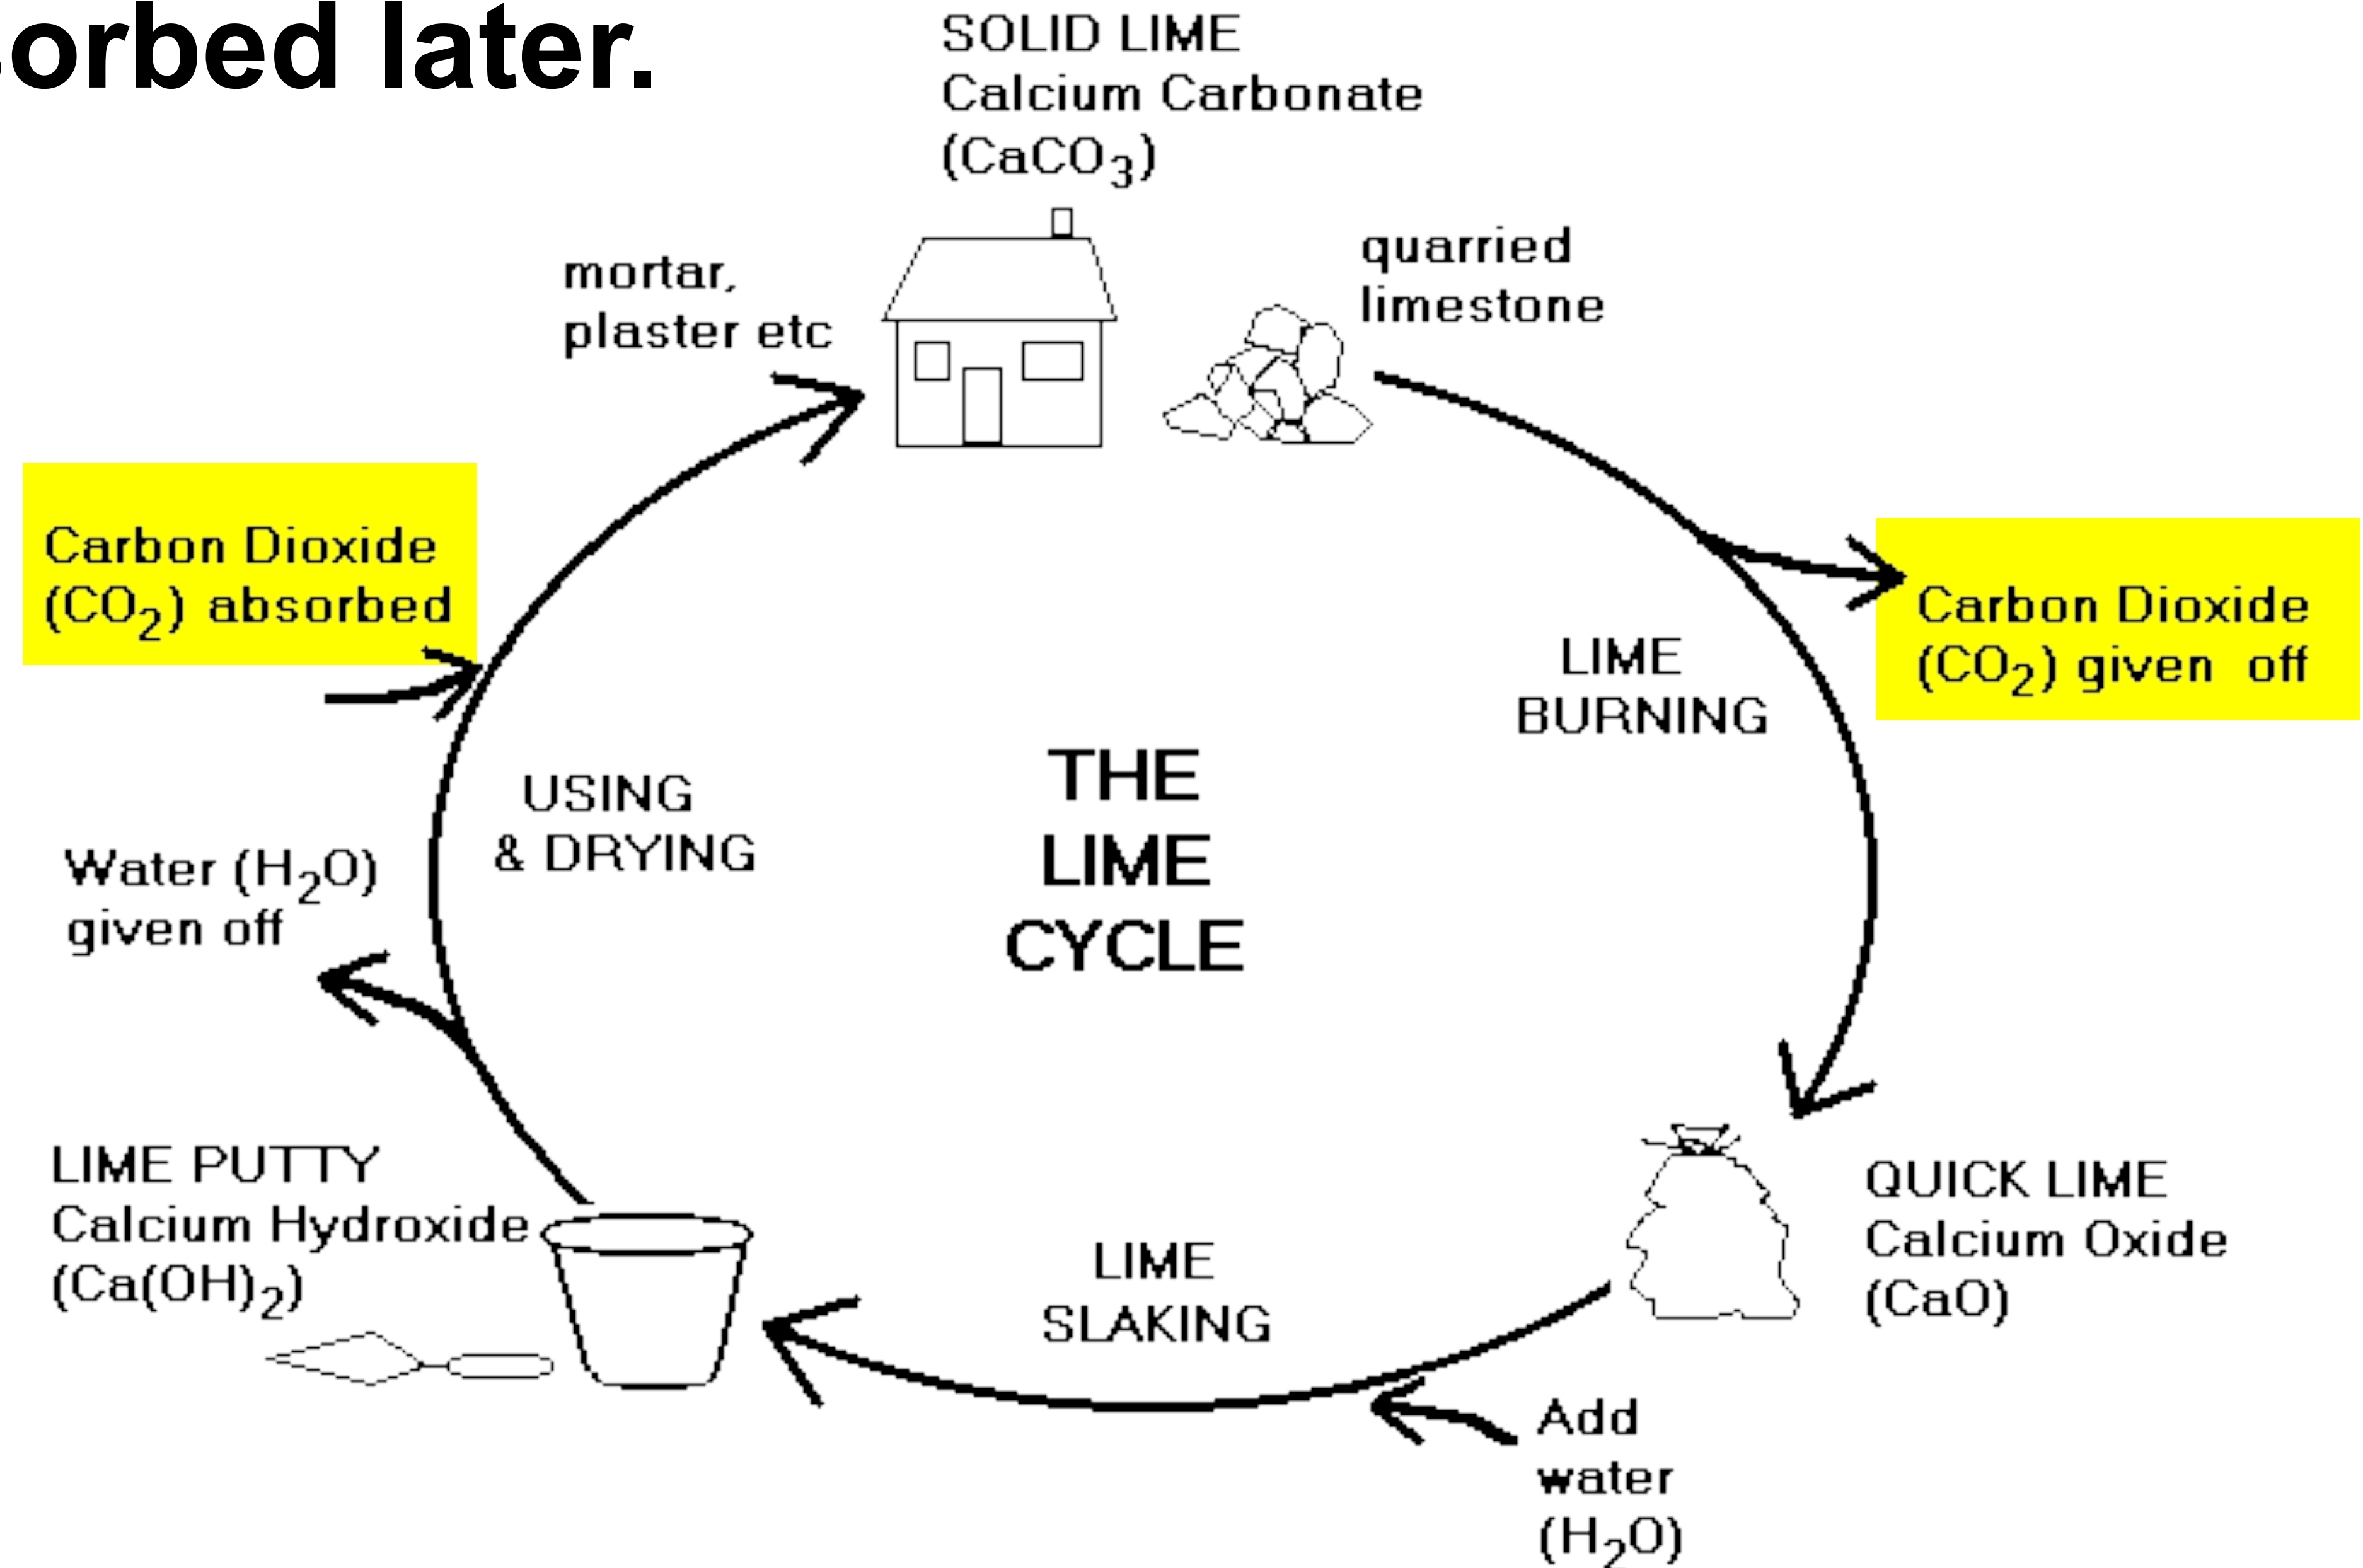 later.
SOLID LIME
Calcium Carbonate
(CaCO₃)
mortar,
plaster etc
quarried
limestone
Carbon Dioxide
(CO₂) absorbed
Carbon Dioxide
(CO₂) given off
LIME
BURNING
THE
LIME
CYCLE
USING
& DRYING
Water (H₂O)
given off
LIME PUTTY
Calcium Hydroxide
(Ca(OH)₂)
QUICK LIME
Calcium Oxide
(CaO)
LIME
SLAKING
Add
water
(H₂O)